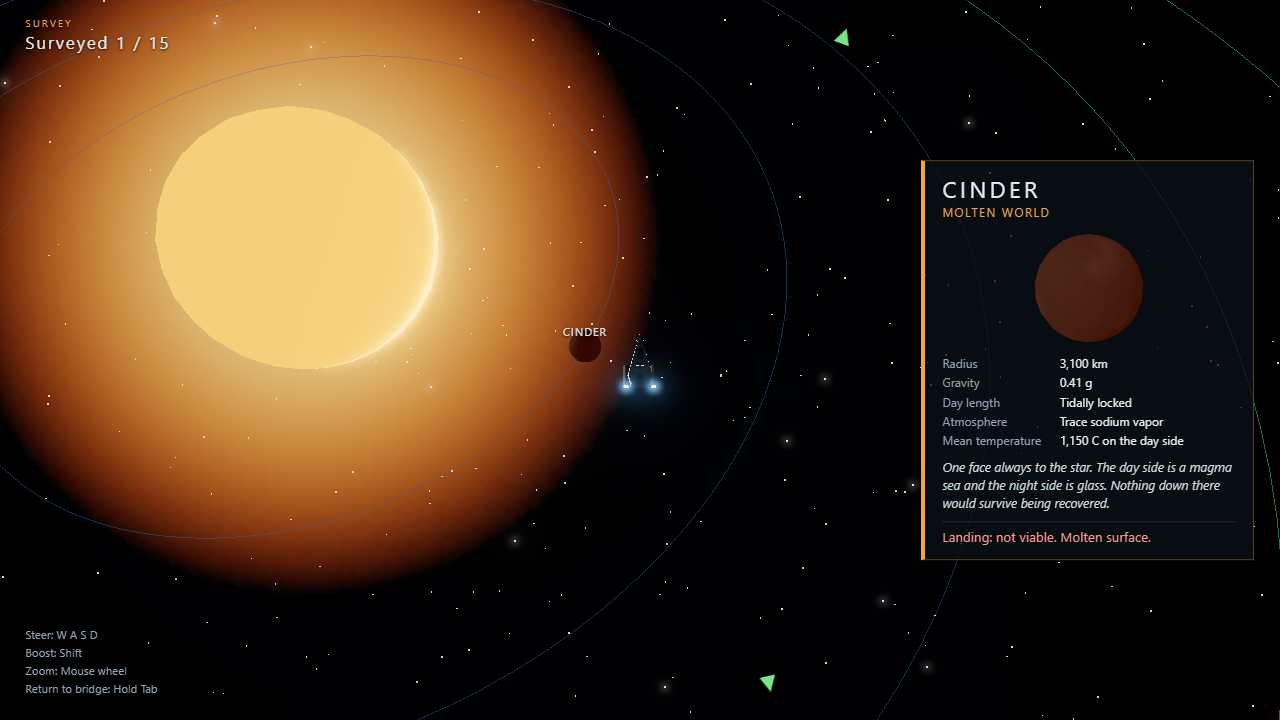 SURVEY
Surveyed 1 / 15
CINDER
CINDER
MOLTEN WORLD
Radius 3,100 km
Gravity 0.41 g
Day length Tidally locked
Atmosphere Trace sodium vapor
Mean temperature 1,150 C on the day side
One face always to the star. The day side is a magma
sea and the night side is glass. Nothing down there
would survive being recovered.
Landing: not viable. Molten surface.
Steer: W A S D
Boost: Shift
Zoom: Mouse wheel
Return to bridge: Hold Tab